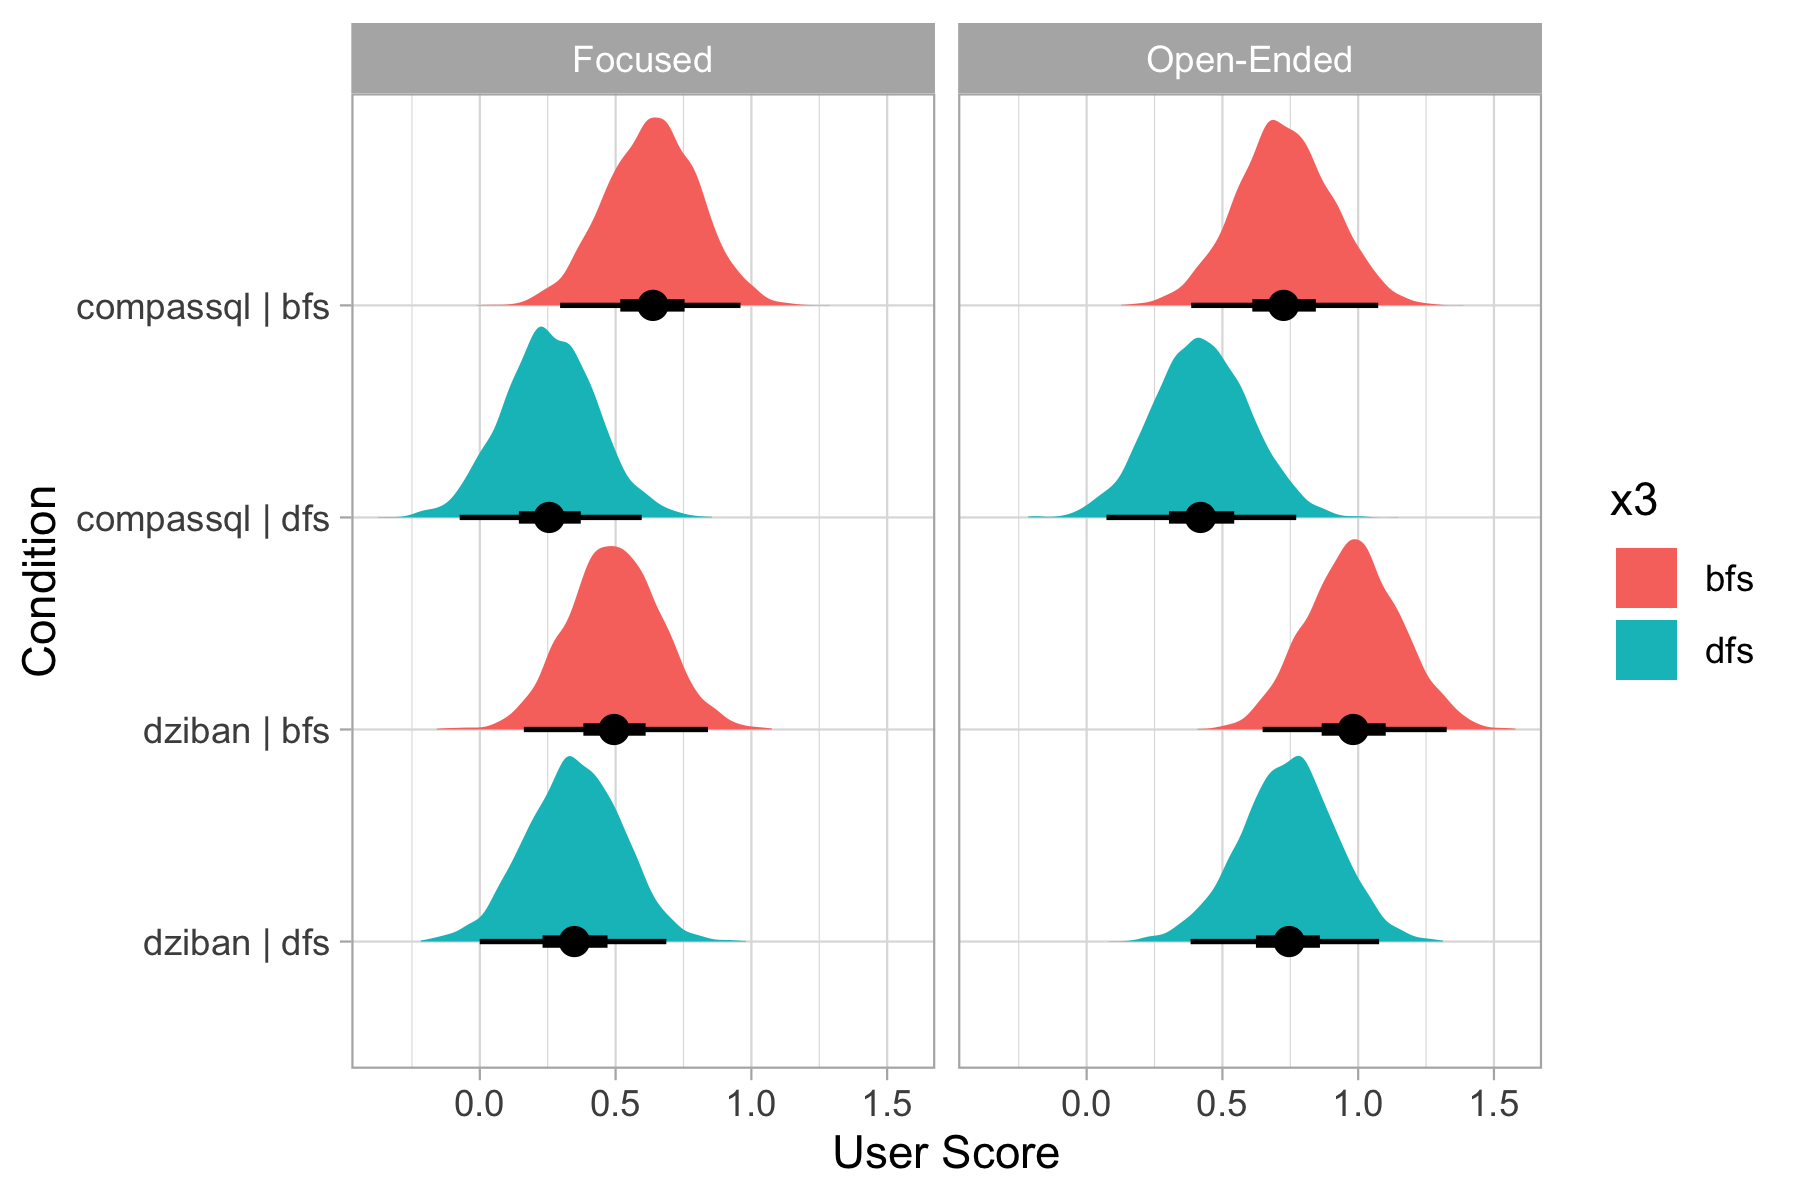 Focused
Open-Ended
compassql | bfs
compassql | dfs
dziban | bfs
dziban | dfs
Condition
0.0 0.5 1.0 1.5
0.0 0.5 1.0 1.5
User Score
x3
bfs
dfs